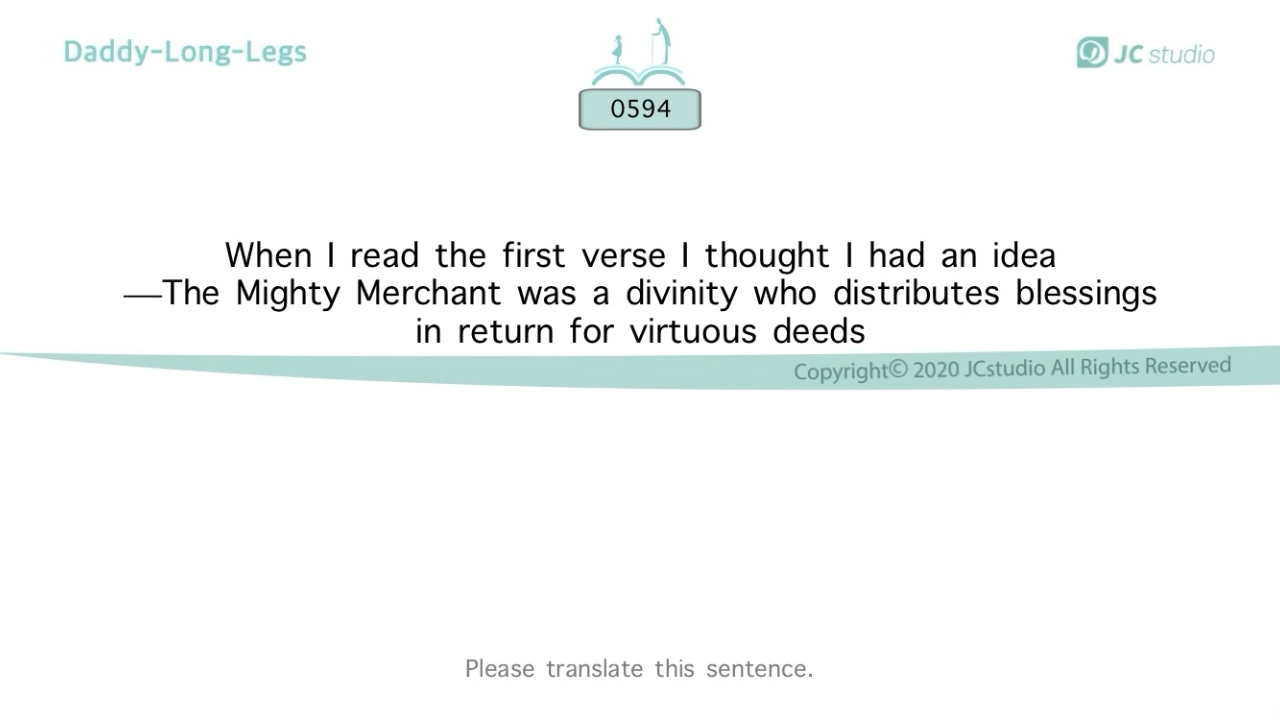 Daddy-Long-Legs
JC studio
0594
When I read the first verse I thought I had an idea
—The Mighty Merchant was a divinity who distributes blessings
in return for virtuous deeds
Copyright© 2020 JCstudio All Rights Reserved
Please translate this sentence.